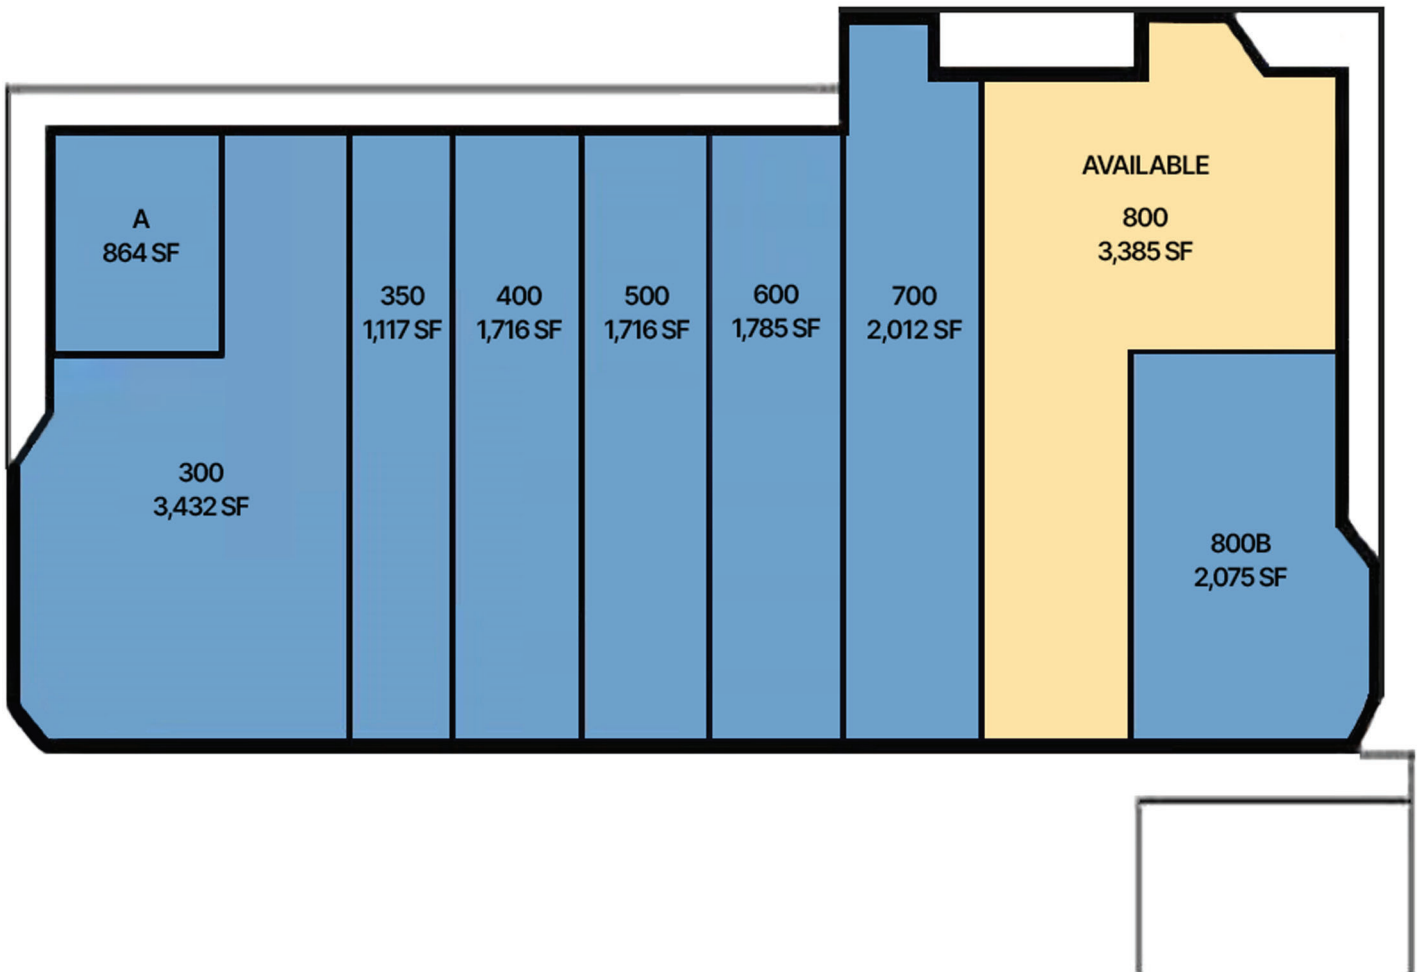 A
864 SF
300
3,432 SF
350
1,117 SF
400
1,716 SF
500
1,716 SF
600
1,785 SF
700
2,012 SF
AVAILABLE
800
3,385 SF
800B
2,075 SF